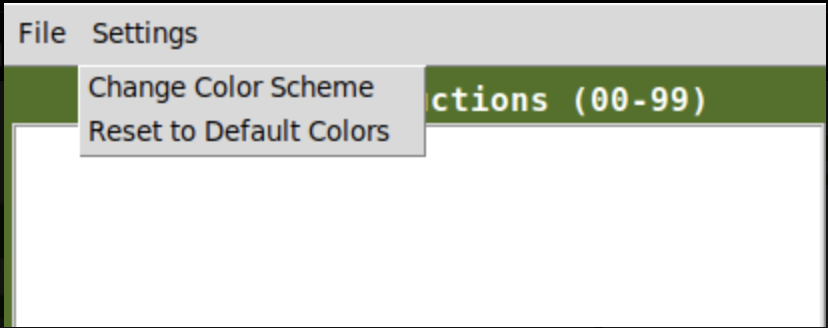 File Settings
Change Color Scheme
ctions (00-99)
Reset to Default Colors